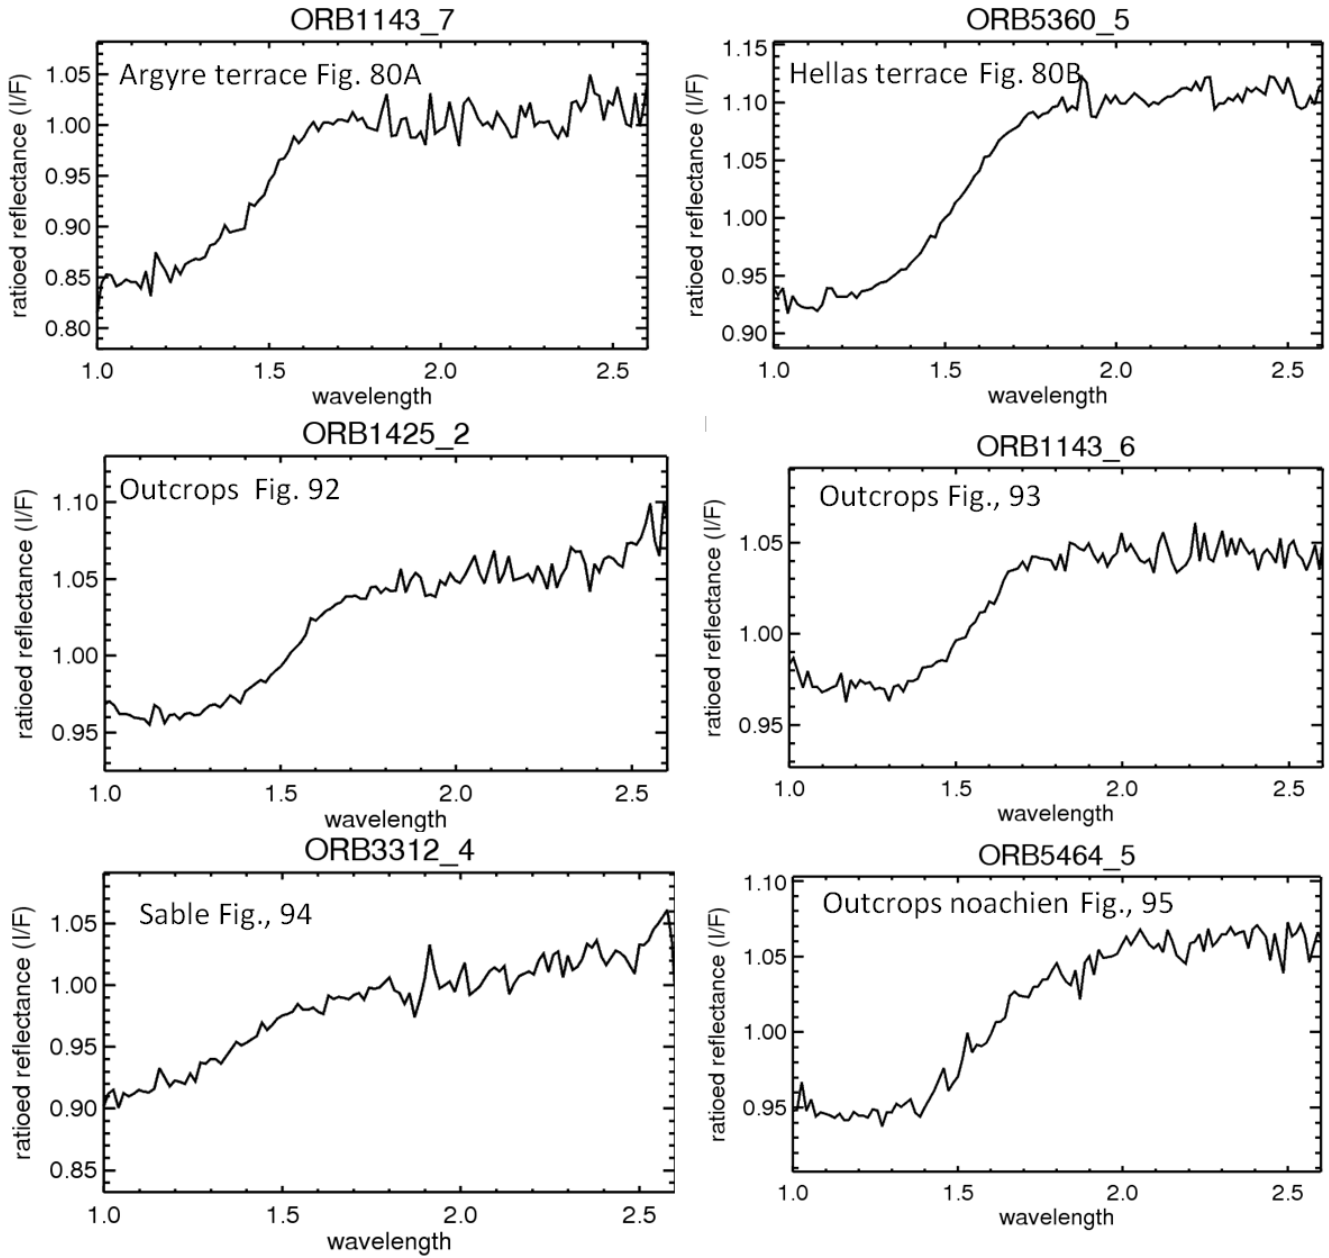 ORB1143_7
Argyre terrace Fig. 80A
ratioed reflectance (I/F)
1.05
1.00
0.95
0.90
0.85
0.80
1.0 1.5 2.0 2.5
wavelength
ORB5360_5
Hellas terrace Fig. 80B
ratioed reflectance (I/F)
1.15
1.10
1.05
1.00
0.95
0.90
1.0 1.5 2.0 2.5
wavelength
ORB1425_2
Outcrops Fig. 92
ratioed reflectance (I/F)
1.10
1.05
1.00
0.95
1.0 1.5 2.0 2.5
wavelength
ORB1143_6
Outcrops Fig., 93
ratioed reflectance (I/F)
1.05
1.00
0.95
1.0 1.5 2.0 2.5
wavelength
ORB3312_4
Sable Fig., 94
ratioed reflectance (I/F)
1.05
1.00
0.95
0.90
0.85
1.0 1.5 2.0 2.5
wavelength
ORB5464_5
Outcrops noachien Fig., 95
ratioed reflectance (I/F)
1.10
1.05
1.00
0.95
1.0 1.5 2.0 2.5
wavelength